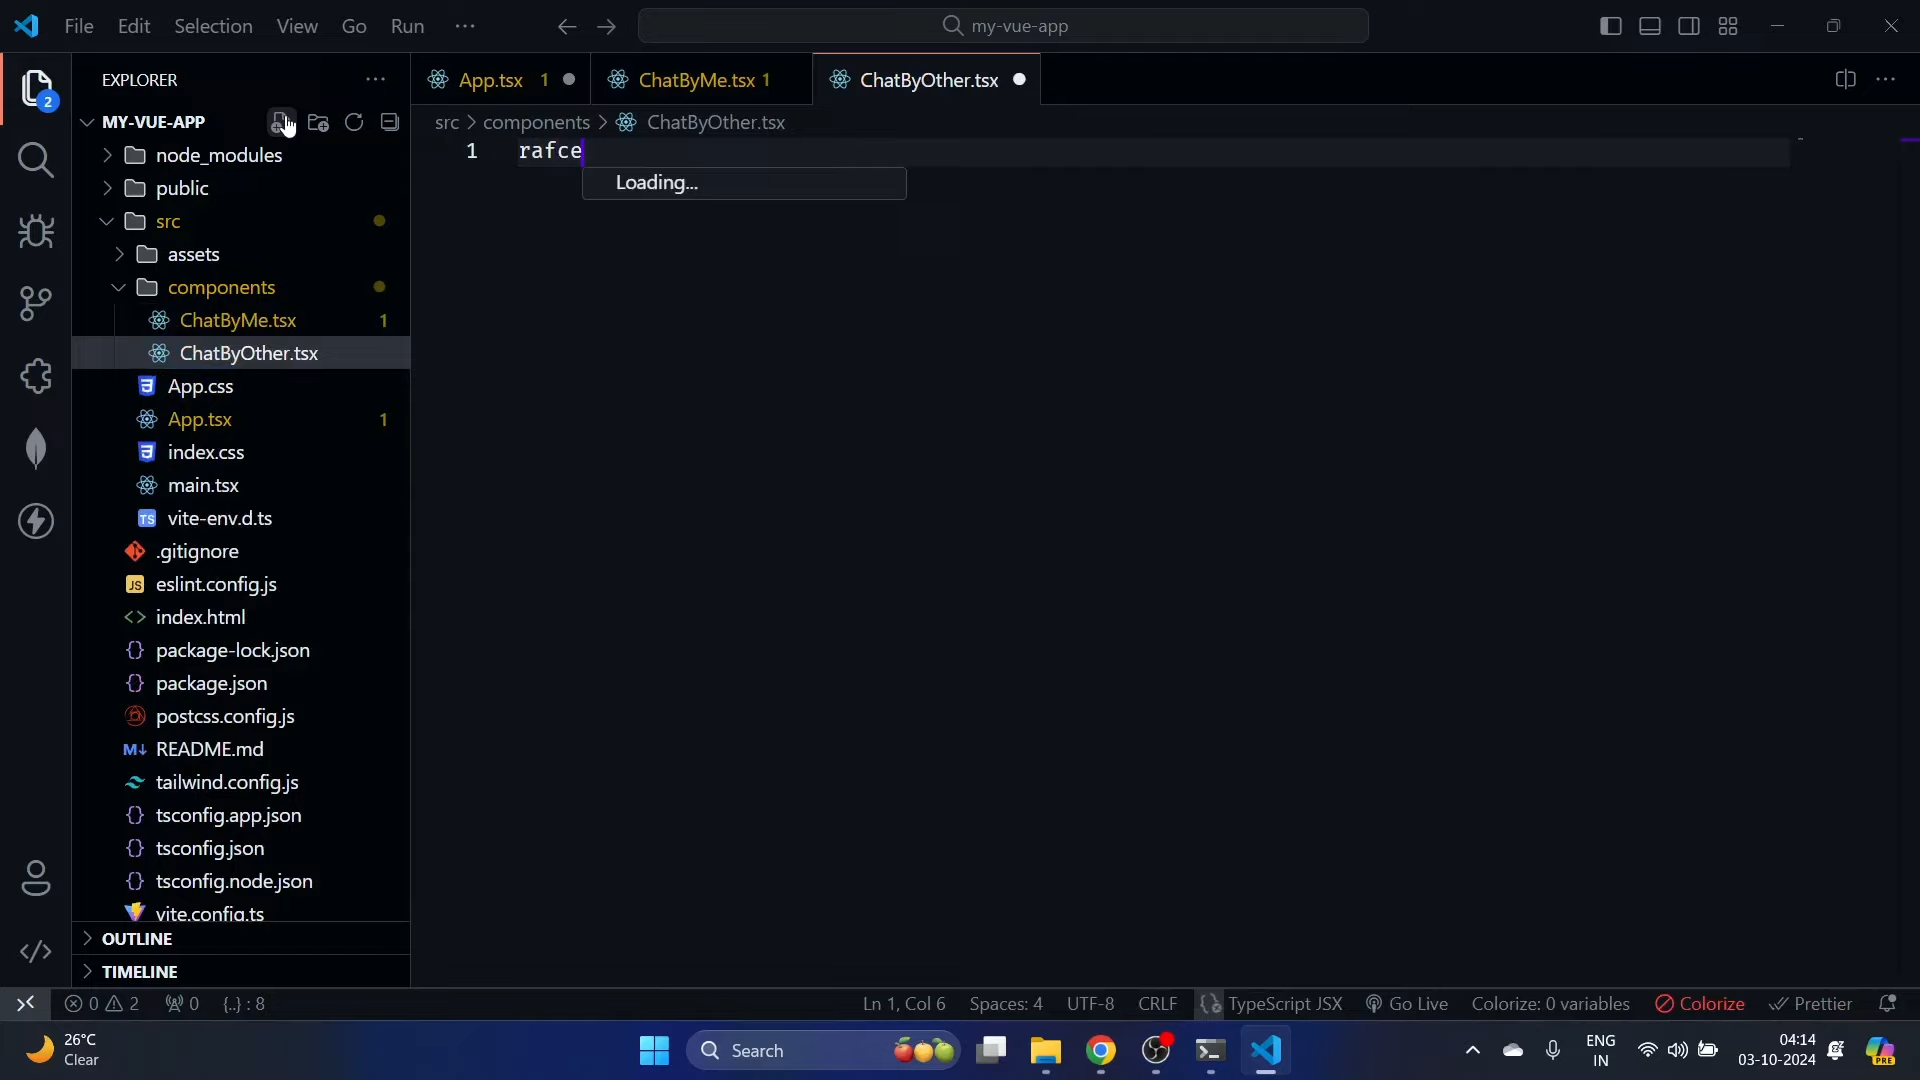 File Edit Selection View Go Run
my-vue-app
2
EXPLORER
MY-VUE-APP
node_modules
public
src
assets
components
ChatByMe.tsx 1
ChatByOther.tsx
App.css
App.tsx 1
index.css
main.tsx
TS vite-env.d.ts
.gitignore
JS eslint.config.js
index.html
package-lock.json
package.json
postcss.config.js
README.md
tailwind.config.js
tsconfig.app.json
tsconfig.json
tsconfig.node.json
vite.config.ts
OUTLINE
TIMELINE
App.tsx 1
ChatByMe.tsx 1
ChatByOther.tsx
src > components > ChatByOther.tsx
1 rafce
Loading...
0 2 0 {..} : 8
Ln 1, Col 6 Spaces: 4 UTF-8 CRLF TypeScript JSX Go Live Colorize: 0 variables Colorize Prettier
26°C
Clear
Search
ENG
IN
04:14
03-10-2024
PRE